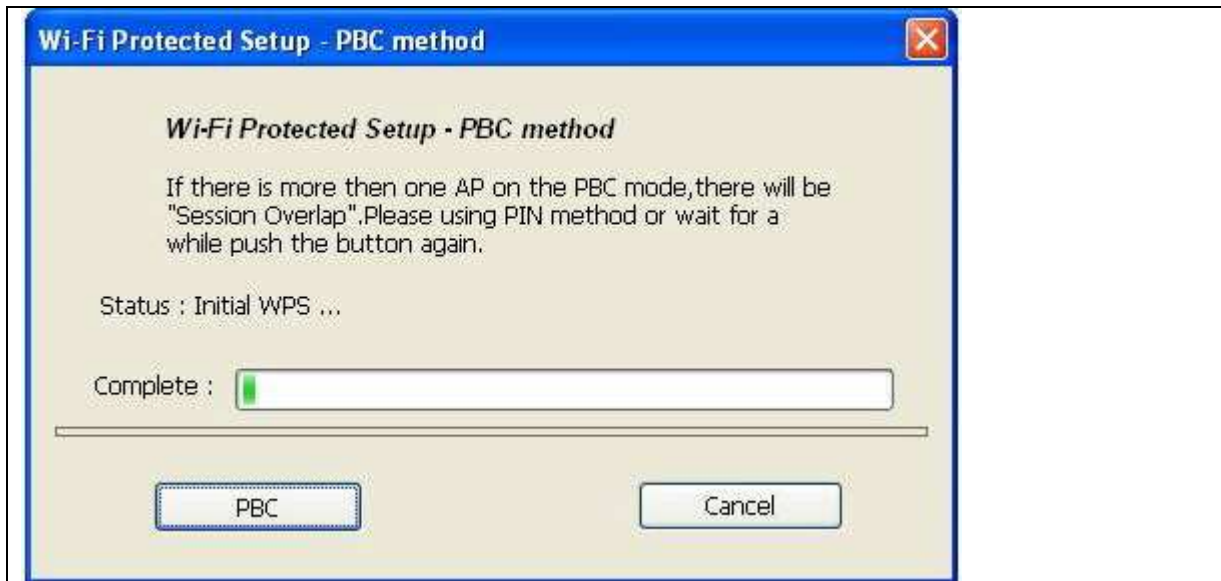 Wi-Fi Protected Setup - PBC method
Wi-Fi Protected Setup - PBC method
If there is more then one AP on the PBC mode,there will be
"Session Overlap".Please using PIN method or wait for a
while push the button again.
Status : Initial WPS ...
Complete :
PBC
Cancel